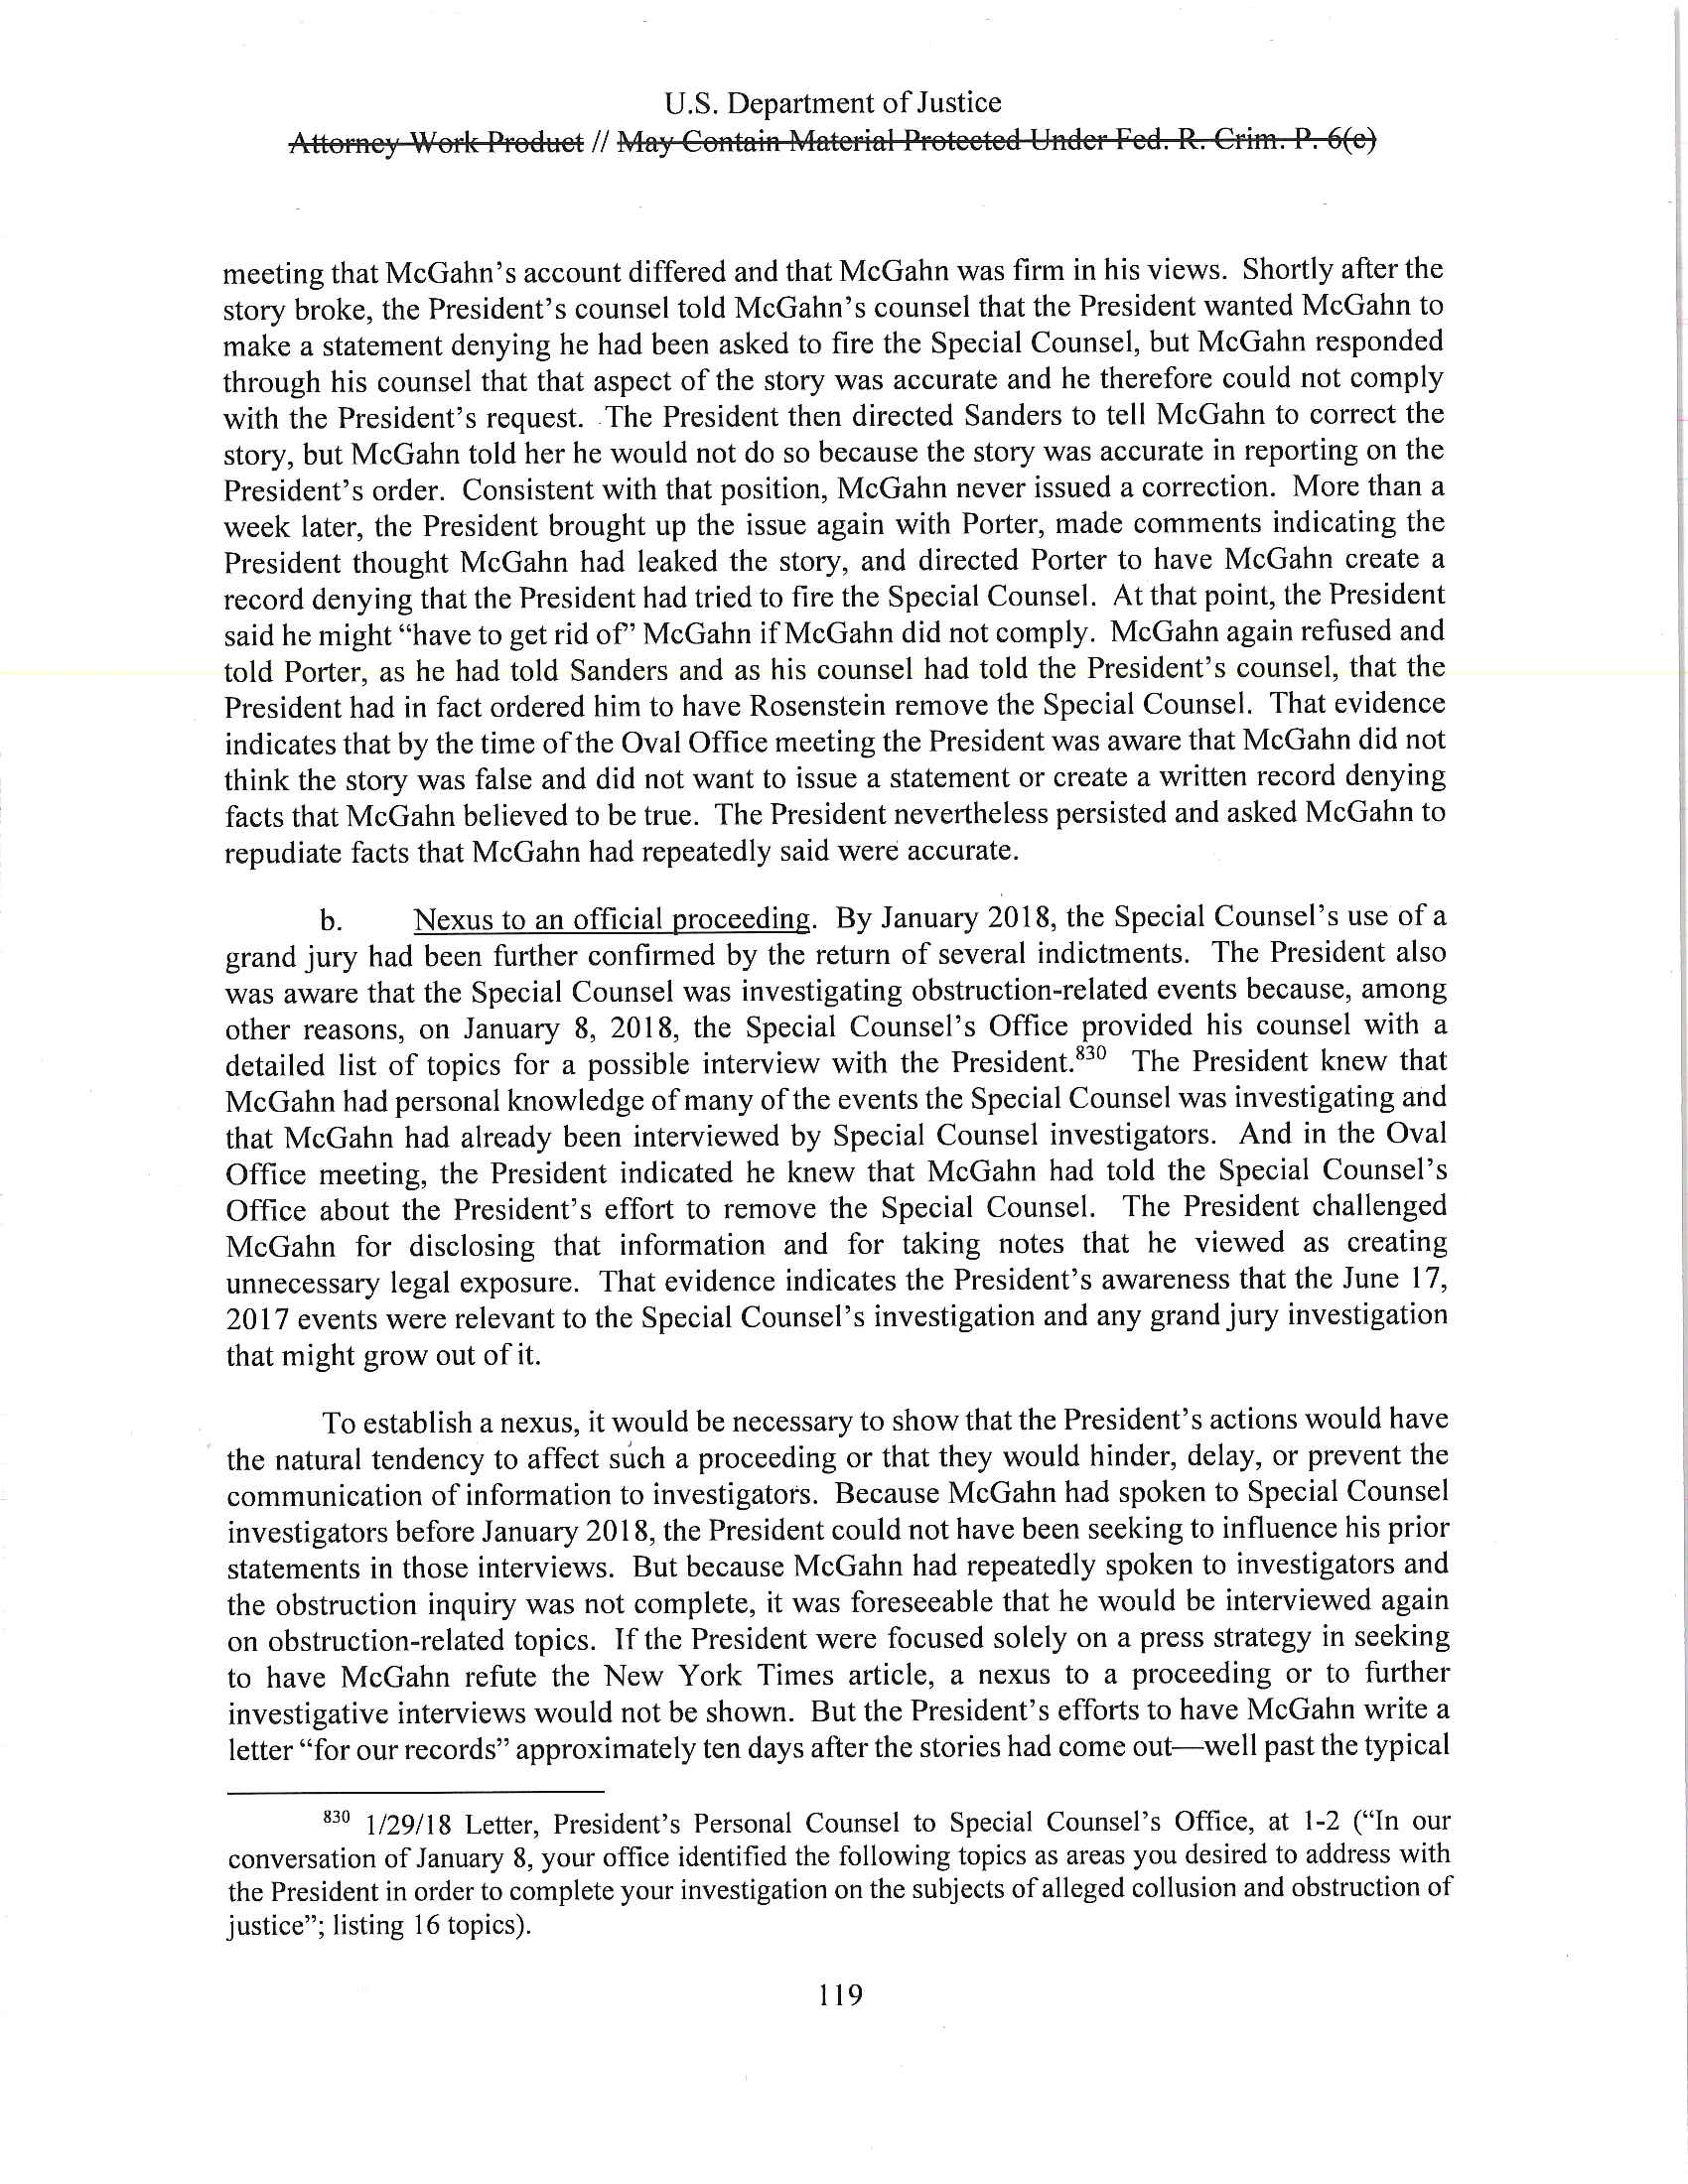 U.S. Department of Justice
Attorney Work Product // May Contain Material Protected Under Fed. R. Crim. P. 6(e)
meeting that McGahn's account differed and that McGahn was firm in his views. Shortly after the
story broke, the President's counsel told McGahn's counsel that the President wanted McGahn to
make a statement denying he had been asked to fire the Special Counsel, but McGahn responded
through his counsel that that aspect of the story was accurate and he therefore could not comply
with the President's request. The President then directed Sanders to tell McGahn to correct the
story, but McGahn told her he would not do so because the story was accurate in reporting on the
President's order. Consistent with that position, McGahn never issued a correction. More than a
week later, the President brought up the issue again with Porter, made comments indicating the
President thought McGahn had leaked the story, and directed Porter to have McGahn create a
record denying that the President had tried to fire the Special Counsel. At that point, the President
said he might “have to get rid of” McGahn if McGahn did not comply. McGahn again refused and
told Porter, as he had told Sanders and as his counsel had told the President's counsel, that the
President had in fact ordered him to have Rosenstein remove the Special Counsel. That evidence
indicates that by the time of the Oval Office meeting the President was aware that McGahn did not
think the story was false and did not want to issue a statement or create a written record denying
facts that McGahn believed to be true. The President nevertheless persisted and asked McGahn to
repudiate facts that McGahn had repeatedly said were accurate.
b. Nexus to an official proceeding. By January 2018, the Special Counsel's use of a
grand jury had been further confirmed by the return of several indictments. The President also
was aware that the Special Counsel was investigating obstruction-related events because, among
other reasons, on January 8, 2018, the Special Counsel's Office provided his counsel with a
detailed list of topics for a possible interview with the President.830 The President knew that
McGahn had personal knowledge of many of the events the Special Counsel was investigating and
that McGahn had already been interviewed by Special Counsel investigators. And in the Oval
Office meeting, the President indicated he knew that McGahn had told the Special Counsel's
Office about the President's effort to remove the Special Counsel. The President challenged
McGahn for disclosing that information and for taking notes that he viewed as creating
unnecessary legal exposure. That evidence indicates the President's awareness that the June 17,
2017 events were relevant to the Special Counsel's investigation and any grand jury investigation
that might grow out of it.
To establish a nexus, it would be necessary to show that the President's actions would have
the natural tendency to affect such a proceeding or that they would hinder, delay, or prevent the
communication of information to investigators. Because McGahn had spoken to Special Counsel
investigators before January 2018, the President could not have been seeking to influence his prior
statements in those interviews. But because McGahn had repeatedly spoken to investigators and
the obstruction inquiry was not complete, it was foreseeable that he would be interviewed again
on obstruction-related topics. If the President were focused solely on a press strategy in seeking
to have McGahn refute the New York Times article, a nexus to a proceeding or to further
investigative interviews would not be shown. But the President's efforts to have McGahn write a
letter “for our records” approximately ten days after the stories had come out—well past the typical
830 1/29/18 Letter, President's Personal Counsel to Special Counsel's Office, at 1-2 (“In our
conversation of January 8, your office identified the following topics as areas you desired to address with
the President in order to complete your investigation on the subjects of alleged collusion and obstruction of
justice”; listing 16 topics).
119